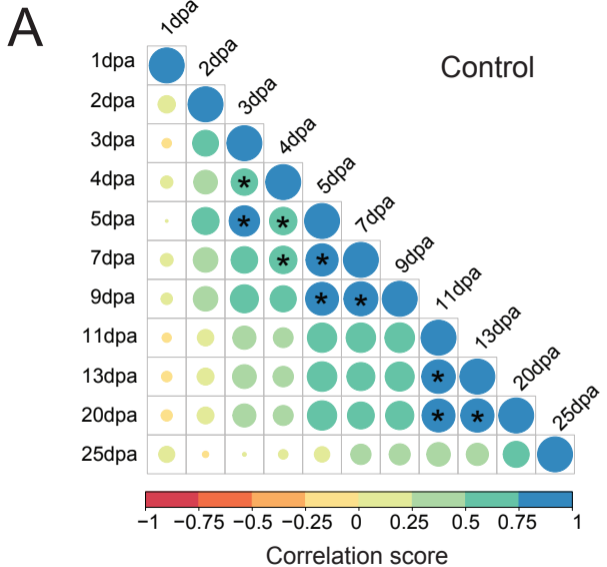 A
Control
1dpa
2dpa
3dpa
4dpa
5dpa
7dpa
9dpa
11dpa
13dpa
20dpa
25dpa
1dpa
2dpa
3dpa
4dpa
*
5dpa
* *
7dpa
* *
9dpa
* *
11dpa
13dpa
*
20dpa
* *
25dpa
−1 −0.75 −0.5 −0.25 0 0.25 0.5 0.75 1
Correlation score